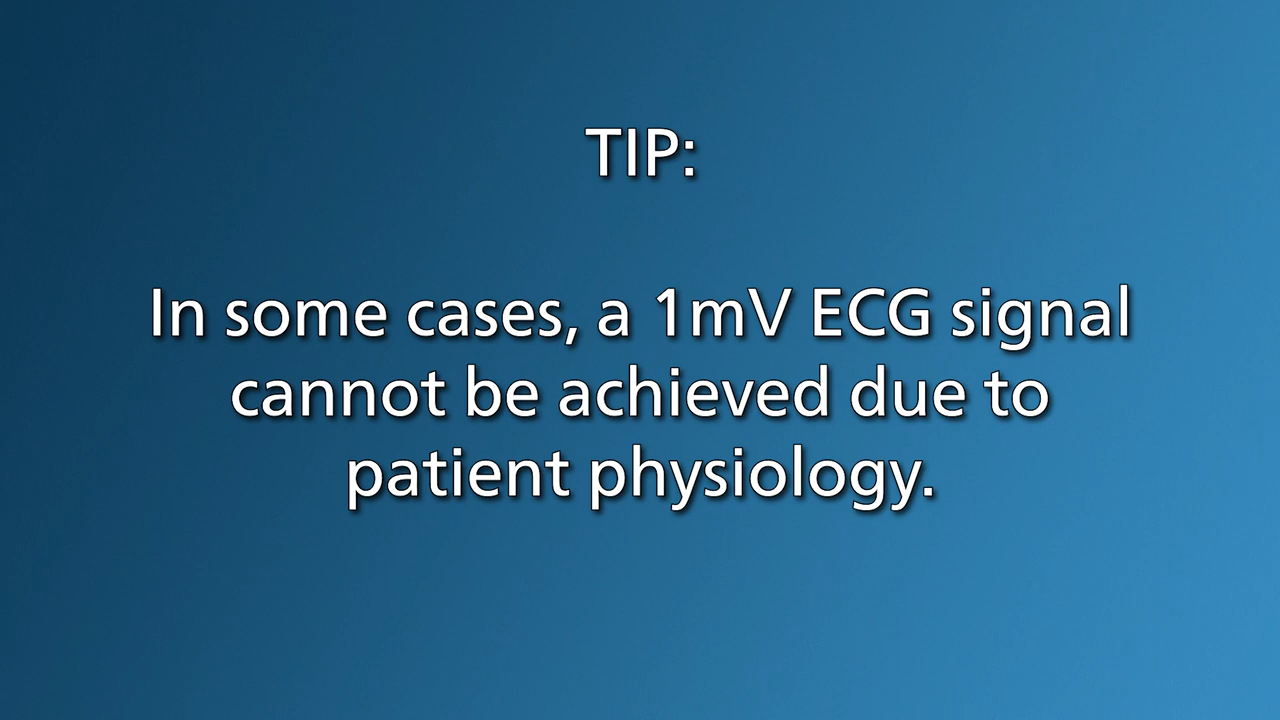 TIP:
In some cases, a 1mV ECG signal
cannot be achieved due to
patient physiology.